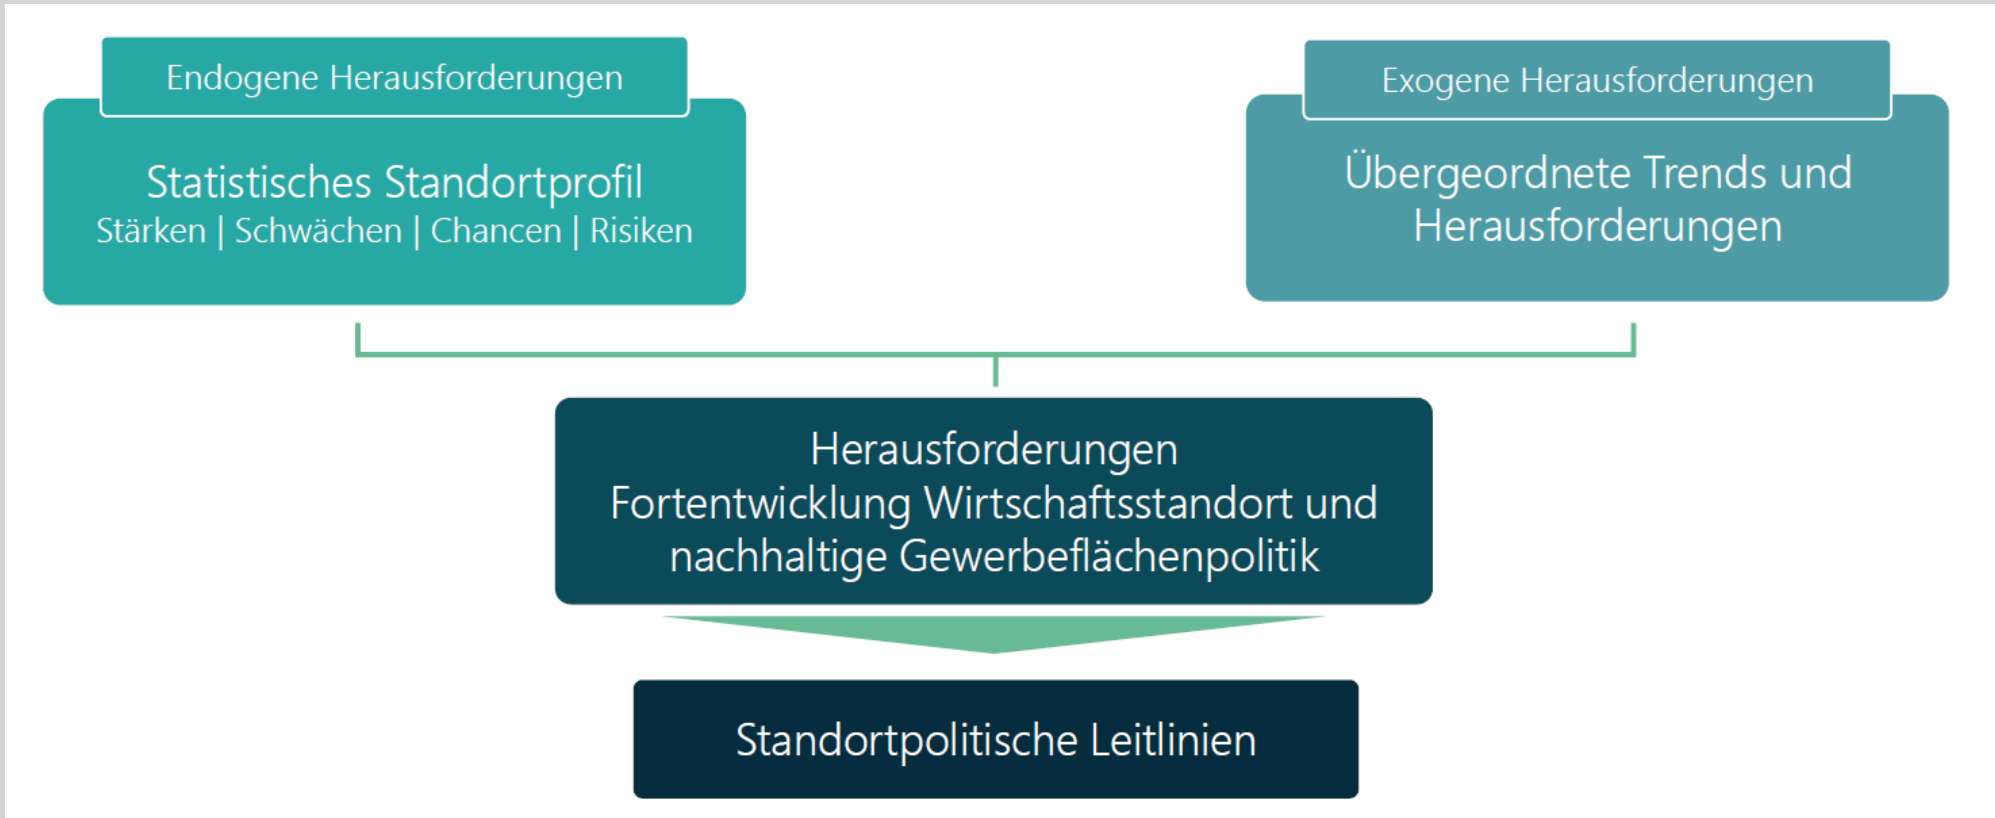 Endogene Herausforderungen
Statistisches Standortprofil
Stärken | Schwächen | Chancen | Risiken
Exogene Herausforderungen
Übergeordnete Trends und
Herausforderungen
Herausforderungen
Fortentwicklung Wirtschaftsstandort und
nachhaltige Gewerbeflächenpolitik
Standortpolitische Leitlinien